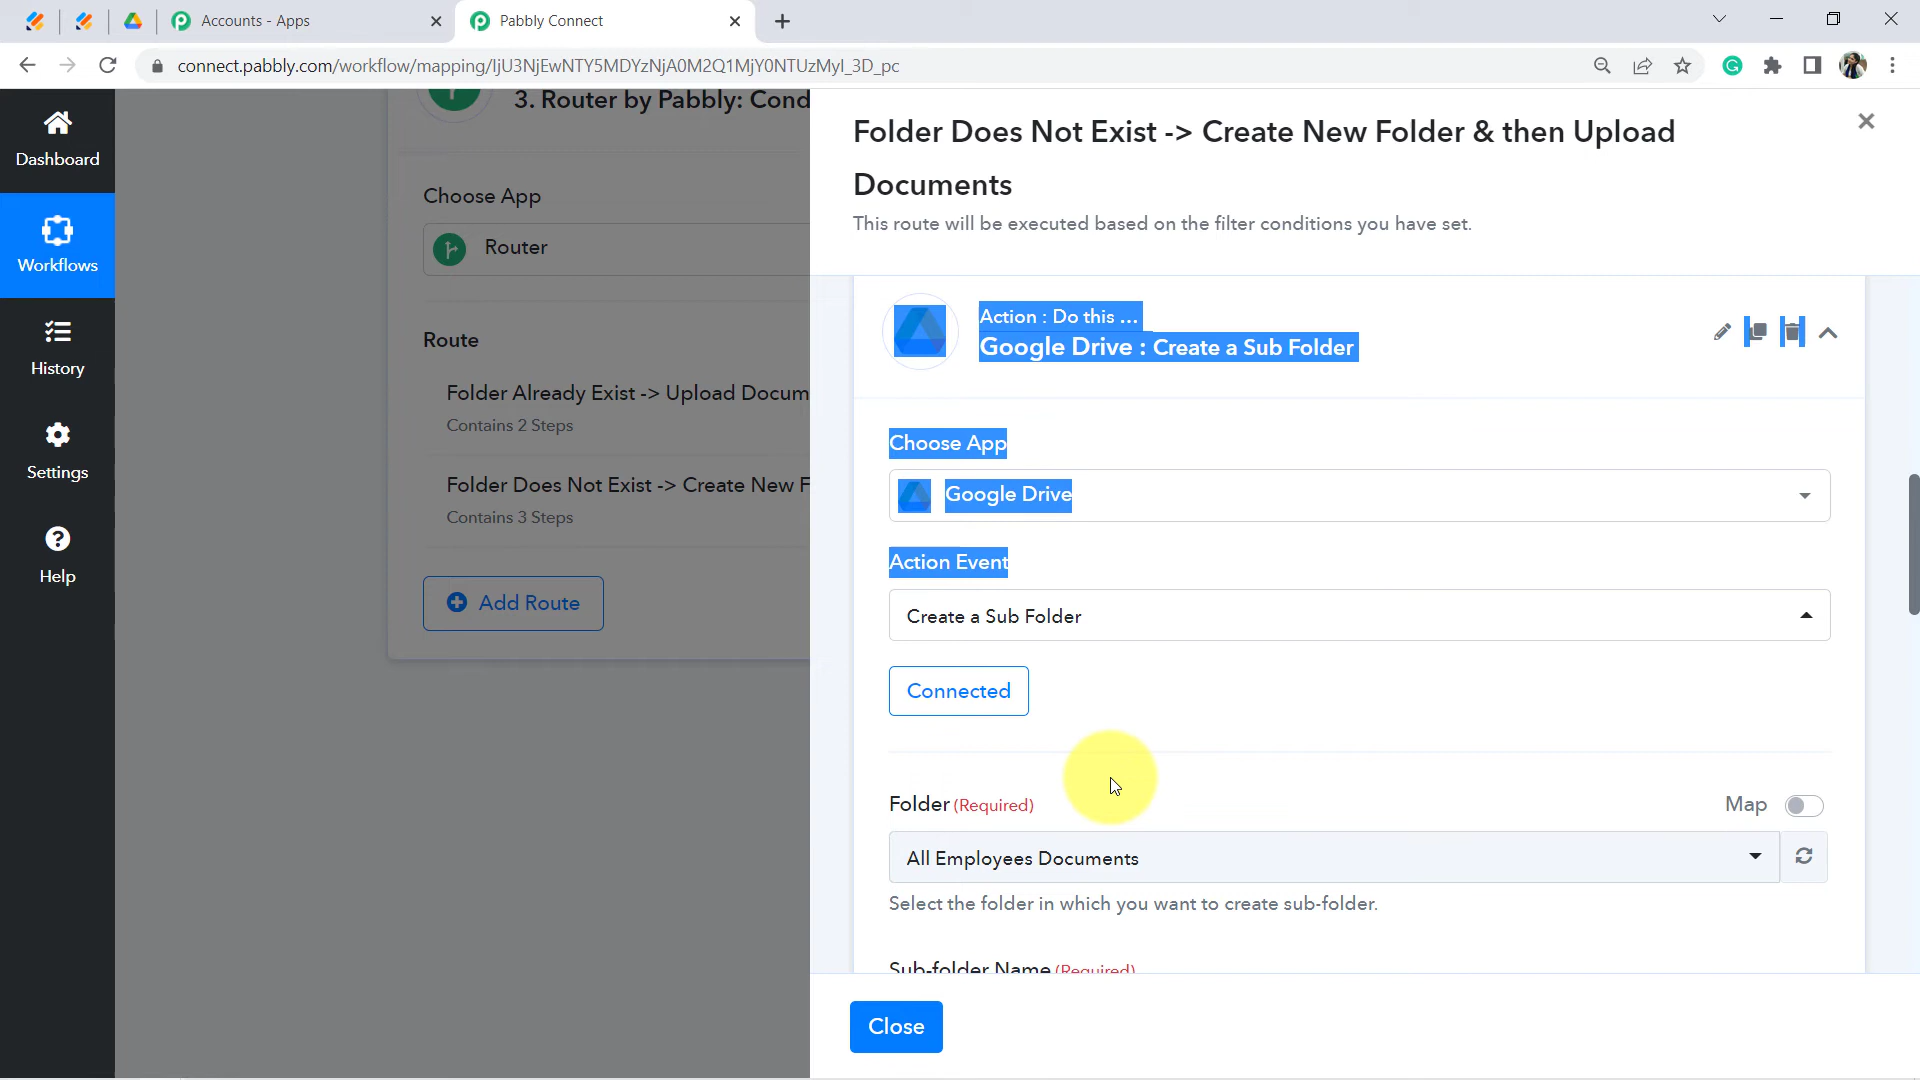 Accounts - Apps
Pabbly Connect
connect.pabbly.com/workflow/mapping/IjU3NjEwNTY5MDYzNjA0M2Q1MjY0NTUzMyI_3D_pc
Dashboard
Workflows
History
Settings
Help
3. Router by Pabbly: Cond
Choose App
Router
Route
Folder Already Exist -> Upload Docum
Contains 2 Steps
Folder Does Not Exist -> Create New F
Contains 3 Steps
Add Route
Folder Does Not Exist -> Create New Folder & then Upload
Documents
This route will be executed based on the filter conditions you have set.
Action : Do this ...
Google Drive : Create a Sub Folder
Choose App
Google Drive
Action Event
Create a Sub Folder
Connected
Folder (Required)
Map
All Employees Documents
Select the folder in which you want to create sub-folder.
Sub-folder Name (Required)
Close